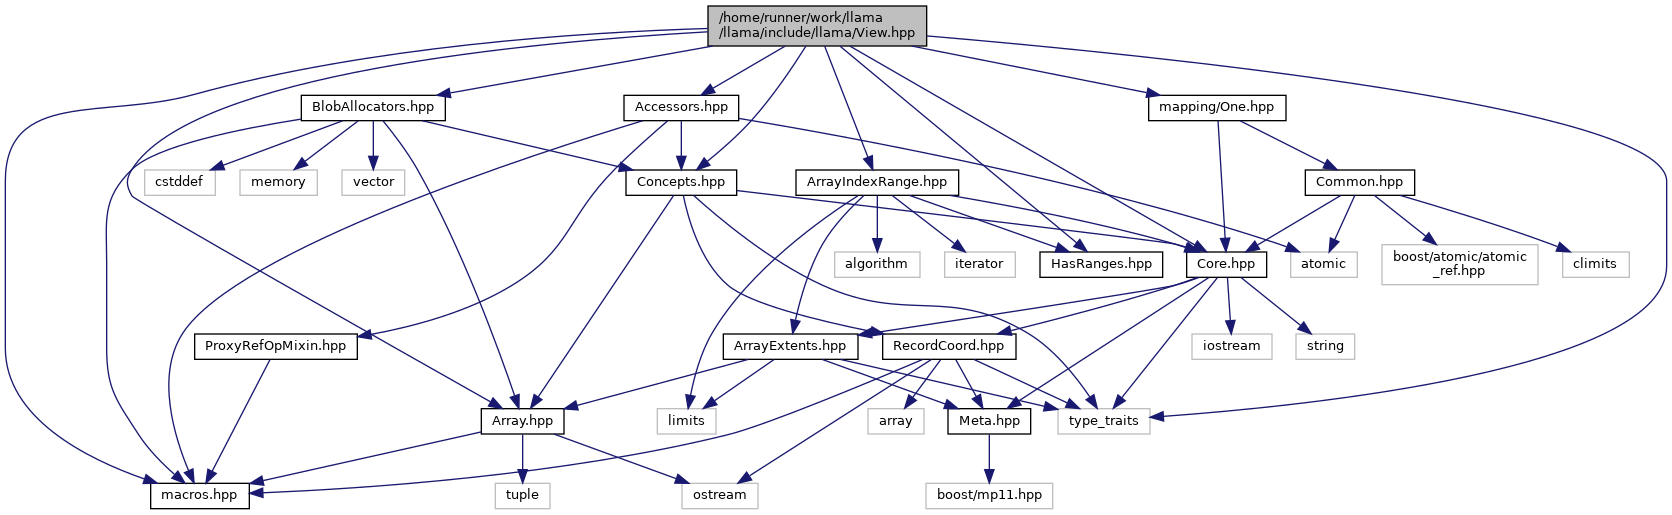 /home/runner/work/llama
/llama/include/llama/View.hpp
BlobAllocators.hpp
Accessors.hpp
mapping/One.hpp
cstddef
memory
vector
Concepts.hpp
ArrayIndexRange.hpp
Common.hpp
algorithm
iterator
HasRanges.hpp
Core.hpp
atomic
boost/atomic/atomic
_ref.hpp
climits
ProxyRefOpMixin.hpp
ArrayExtents.hpp
RecordCoord.hpp
iostream
string
Array.hpp
limits
array
Meta.hpp
type_traits
macros.hpp
tuple
ostream
boost/mp11.hpp